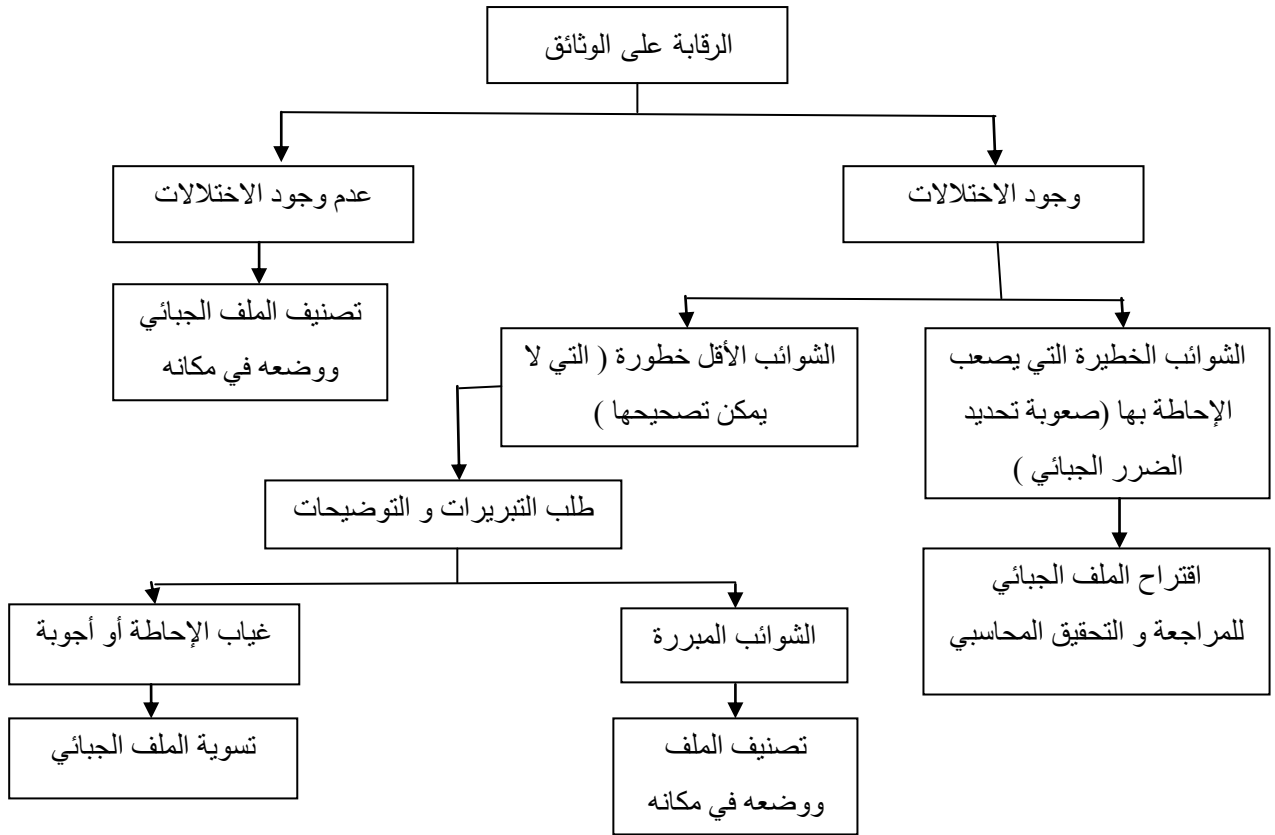 الرقابة على الوثائق
وجود الاختلالات
عدم وجود الاختلالات
الشوائب الخطيرة التي يصعب
الإحاطة بها (صعوبة تحديد
الضرر الجبائي )
الشوائب الأقل خطورة ( التي لا
يمكن تصحيحها )
تصنيف الملف الجبائي
ووضعه في مكانه
طلب التبريرات و التوضيحات
اقتراح الملف الجبائي
للمراجعة و التحقيق المحاسبي
الشوائب المبررة
غياب الإحاطة أو أجوبة
تصنيف الملف
ووضعه في مكانه
تسوية الملف الجبائي